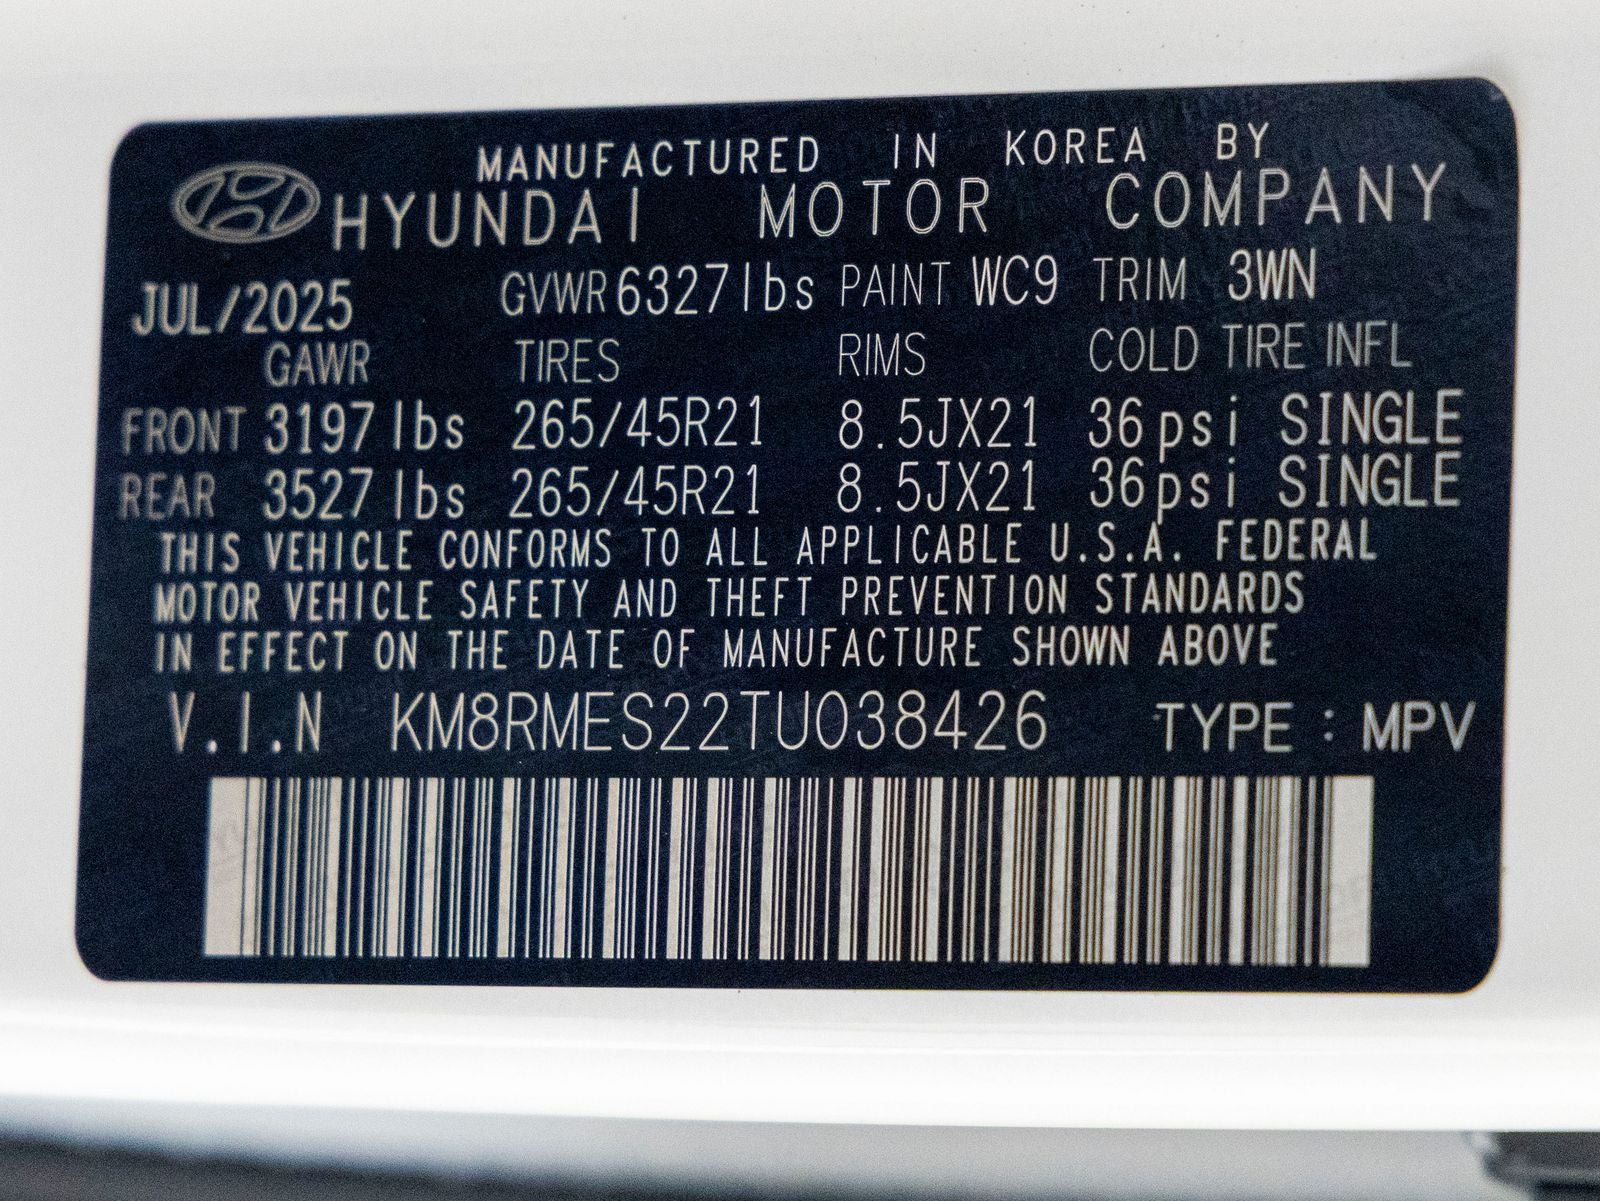 MANUFACTURED IN KOREA BY
HYUNDAI MOTOR COMPANY
JUL/2025 GVWR 6327lbs PAINT WC9 TRIM 3WN
GAWR TIRES RIMS COLD TIRE INFL
FRONT 3197lbs 265/45R21 8.5JX21 36psi SINGLE
REAR 3527lbs 265/45R21 8.5JX21 36psi SINGLE
THIS VEHICLE CONFORMS TO ALL APPLICABLE U.S.A. FEDERAL
MOTOR VEHICLE SAFETY AND THEFT PREVENTION STANDARDS
IN EFFECT ON THE DATE OF MANUFACTURE SHOWN ABOVE
V.I.N KM8RMES22TU038426 TYPE : MPV